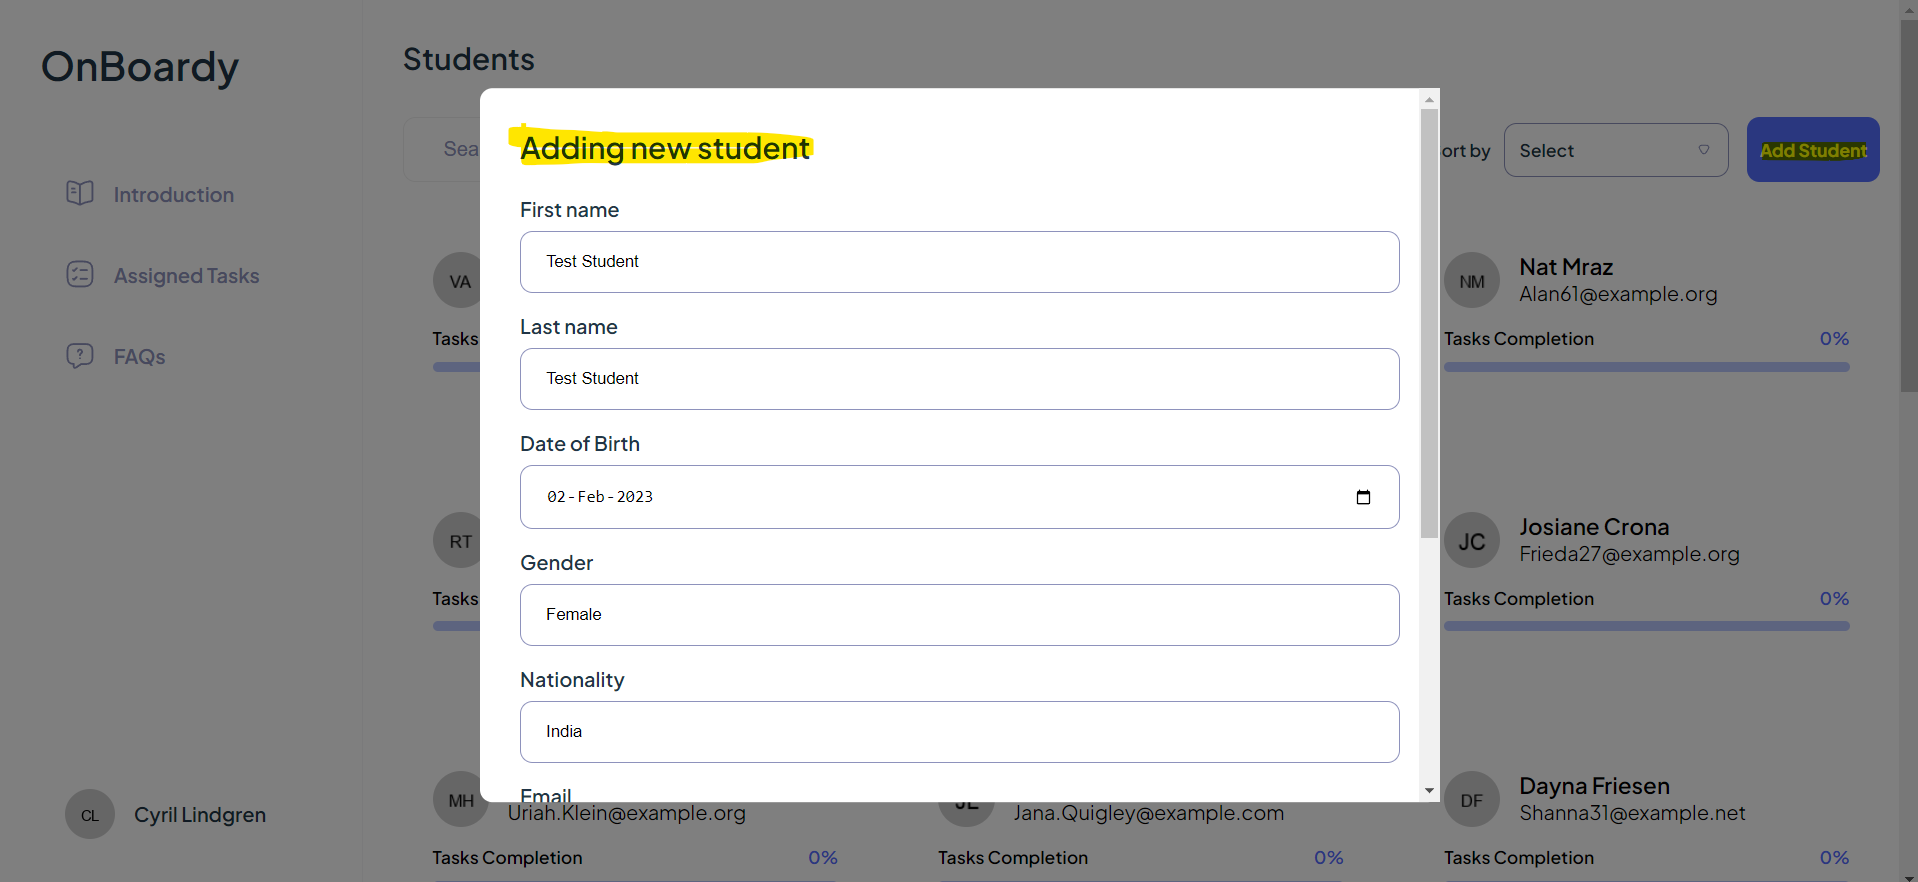 OnBoardy
Introduction
Assigned Tasks
FAQs
CL Cyril Lindgren
Students
Sea
ort by
Select
Add Student
Adding new student
First name
Test Student
Last name
Test Student
Date of Birth
02-Feb-2023
Gender
Female
Nationality
India
Email
VA
Tasks
NM Nat Mraz
Alan61@example.org
Tasks Completion 0%
RT
Tasks
JC Josiane Crona
Frieda27@example.org
Tasks Completion 0%
MH
Uriah.Klein@example.org
Tasks Completion 0%
JL
Jana.Quigley@example.com
Tasks Completion 0%
DF Dayna Friesen
Shanna31@example.net
Tasks Completion 0%